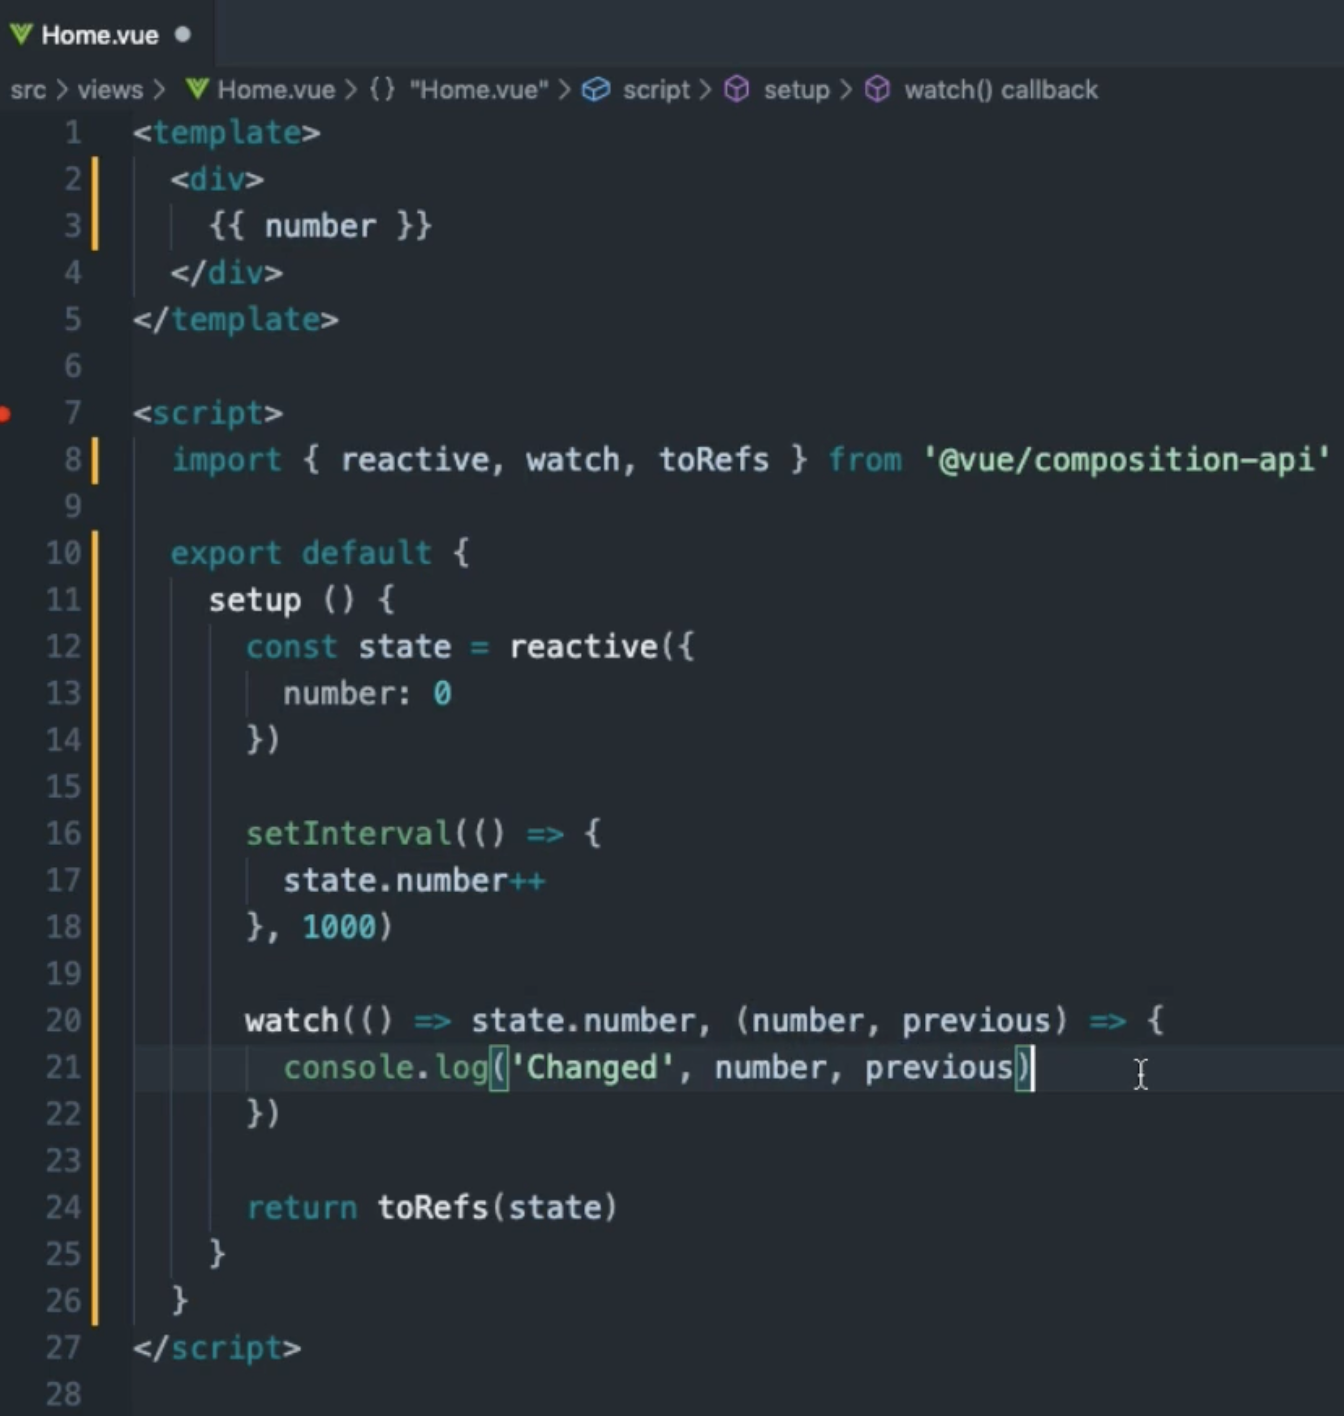 Home.vue
src > views > Home.vue > {} "Home.vue" > script > setup > watch() callback
1 <template>
2 <div>
3 {{ number }}
4 </div>
5 </template>
6
7 <script>
8 import { reactive, watch, toRefs } from '@vue/composition-api'
9
10 export default {
11 setup () {
12 const state = reactive({
13 number: 0
14 })
15
16 setInterval(() => {
17 state.number++
18 }, 1000)
19
20 watch(() => state.number, (number, previous) => {
21 console.log('Changed', number, previous)
22 })
23
24 return toRefs(state)
25 }
26 }
27 </script>
28